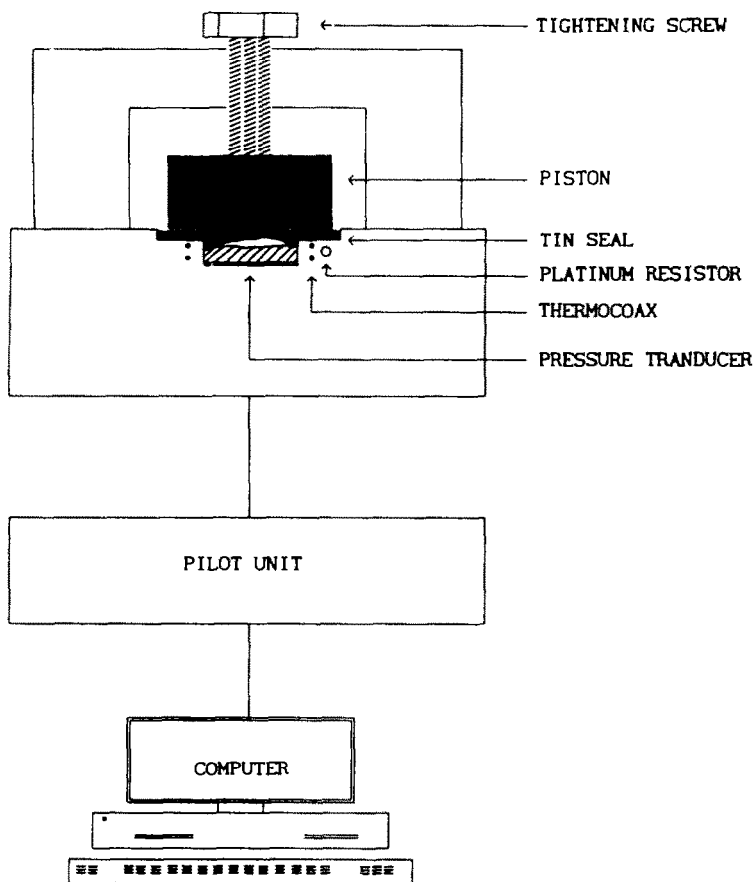 TIGHTENING SCREW
PISTON
TIN SEAL
PLATINUM RESISTOR
THERMOCOAX
PRESSURE TRANDUCER
PILOT UNIT
COMPUTER